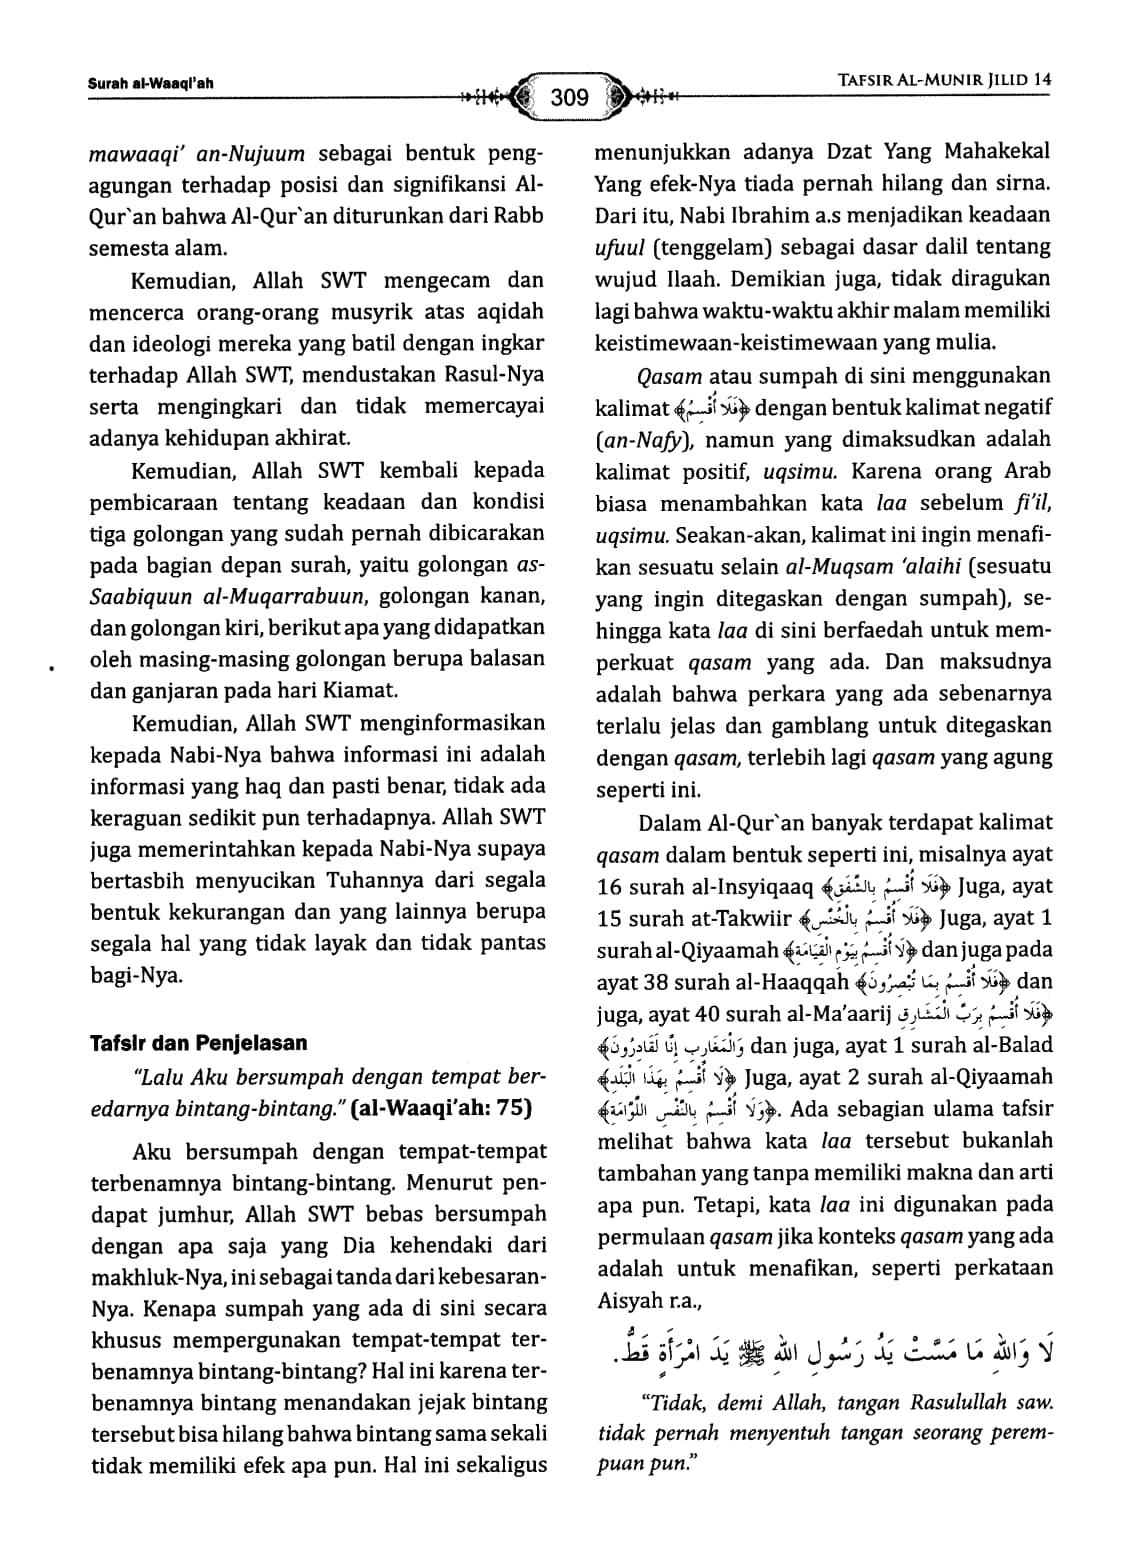 Surah al-Waaqi'ah
309
TAFSIR AL-MUNIR JILID 14
mawaaqi' an-Nujuum sebagai bentuk peng-
agungan terhadap posisi dan signifikansi Al-
Qur`an bahwa Al-Qur`an diturunkan dari Rabb
semesta alam.
Kemudian, Allah SWT mengecam dan
mencerca orang-orang musyrik atas aqidah
dan ideologi mereka yang batil dengan ingkar
terhadap Allah SWT, mendustakan Rasul-Nya
serta mengingkari dan tidak memercayai
adanya kehidupan akhirat.
Kemudian, Allah SWT kembali kepada
pembicaraan tentang keadaan dan kondisi
tiga golongan yang sudah pernah dibicarakan
pada bagian depan surah, yaitu golongan as-
Saabiquun al-Muqarrabuun, golongan kanan,
dan golongan kiri, berikut apa yang didapatkan
oleh masing-masing golongan berupa balasan
dan ganjaran pada hari Kiamat.
Kemudian, Allah SWT menginformasikan
kepada Nabi-Nya bahwa informasi ini adalah
informasi yang haq dan pasti benar, tidak ada
keraguan sedikit pun terhadapnya. Allah SWT
juga memerintahkan kepada Nabi-Nya supaya
bertasbih menyucikan Tuhannya dari segala
bentuk kekurangan dan yang lainnya berupa
segala hal yang tidak layak dan tidak pantas
bagi-Nya.
Tafsir dan Penjelasan
"Lalu Aku bersumpah dengan tempat ber-
edarnya bintang-bintang." (al-Waaqi'ah: 75)
Aku bersumpah dengan tempat-tempat
terbenamnya bintang-bintang. Menurut pen-
dapat jumhur, Allah SWT bebas bersumpah
dengan apa saja yang Dia kehendaki dari
makhluk-Nya, ini sebagai tanda dari kebesaran-
Nya. Kenapa sumpah yang ada di sini secara
khusus mempergunakan tempat-tempat ter-
benamnya bintang-bintang? Hal ini karena ter-
benamnya bintang menandakan jejak bintang
tersebut bisa hilang bahwa bintang sama sekali
tidak memiliki efek apa pun. Hal ini sekaligus
menunjukkan adanya Dzat Yang Mahakekal
Yang efek-Nya tiada pernah hilang dan sirna.
Dari itu, Nabi Ibrahim a.s menjadikan keadaan
ufuul (tenggelam) sebagai dasar dalil tentang
wujud Ilaah. Demikian juga, tidak diragukan
lagi bahwa waktu-waktu akhir malam memiliki
keistimewaan-keistimewaan yang mulia.
Qasam atau sumpah di sini menggunakan
kalimat ﴿فَلَا أُقْسِمُ﴾ dengan bentuk kalimat negatif
(an-Nafy), namun yang dimaksudkan adalah
kalimat positif, uqsimu. Karena orang Arab
biasa menambahkan kata laa sebelum fi'il,
uqsimu. Seakan-akan, kalimat ini ingin menafi-
kan sesuatu selain al-Muqsam 'alaihi (sesuatu
yang ingin ditegaskan dengan sumpah), se-
hingga kata laa di sini berfaedah untuk mem-
perkuat qasam yang ada. Dan maksudnya
adalah bahwa perkara yang ada sebenarnya
terlalu jelas dan gamblang untuk ditegaskan
dengan qasam, terlebih lagi qasam yang agung
seperti ini.
Dalam Al-Qur`an banyak terdapat kalimat
qasam dalam bentuk seperti ini, misalnya ayat
16 surah al-Insyiqaaq ﴿فَلَا أُقْسِمُ بِالشَّفَقِ﴾ Juga, ayat
15 surah at-Takwiir ﴿فَلَا أُقْسِمُ بِالْخُنَّسِ﴾ Juga, ayat 1
surah al-Qiyaamah ﴿لَا أُقْسِمُ بِيَوْمِ الْقِيَامَةِ﴾ dan juga pada
ayat 38 surah al-Haaqqah ﴿فَلَا أُقْسِمُ بِمَا تُبْصِرُونَ﴾ dan
juga, ayat 40 surah al-Ma'aarij ﴿فَلَا أُقْسِمُ بِرَبِّ الْمَشَارِقِ
وَالْمَغَارِبِ إِنَّا لَقَادِرُونَ﴾ dan juga, ayat 1 surah al-Balad
﴿لَا أُقْسِمُ بِهَذَا الْبَلَدِ﴾ Juga, ayat 2 surah al-Qiyaamah
﴿وَلَا أُقْسِمُ بِالنَّفْسِ اللَّوَّامَةِ﴾. Ada sebagian ulama tafsir
melihat bahwa kata laa tersebut bukanlah
tambahan yang tanpa memiliki makna dan arti
apa pun. Tetapi, kata laa ini digunakan pada
permulaan qasam jika konteks qasam yang ada
adalah untuk menafikan, seperti perkataan
Aisyah r.a.,
لَا وَاللهِ مَا مَسَّتْ يَدُ رَسُولِ اللهِ ﷺ يَدَ امْرَأَةٍ قَطُّ.
"Tidak, demi Allah, tangan Rasulullah saw.
tidak pernah menyentuh tangan seorang perem-
puan pun."